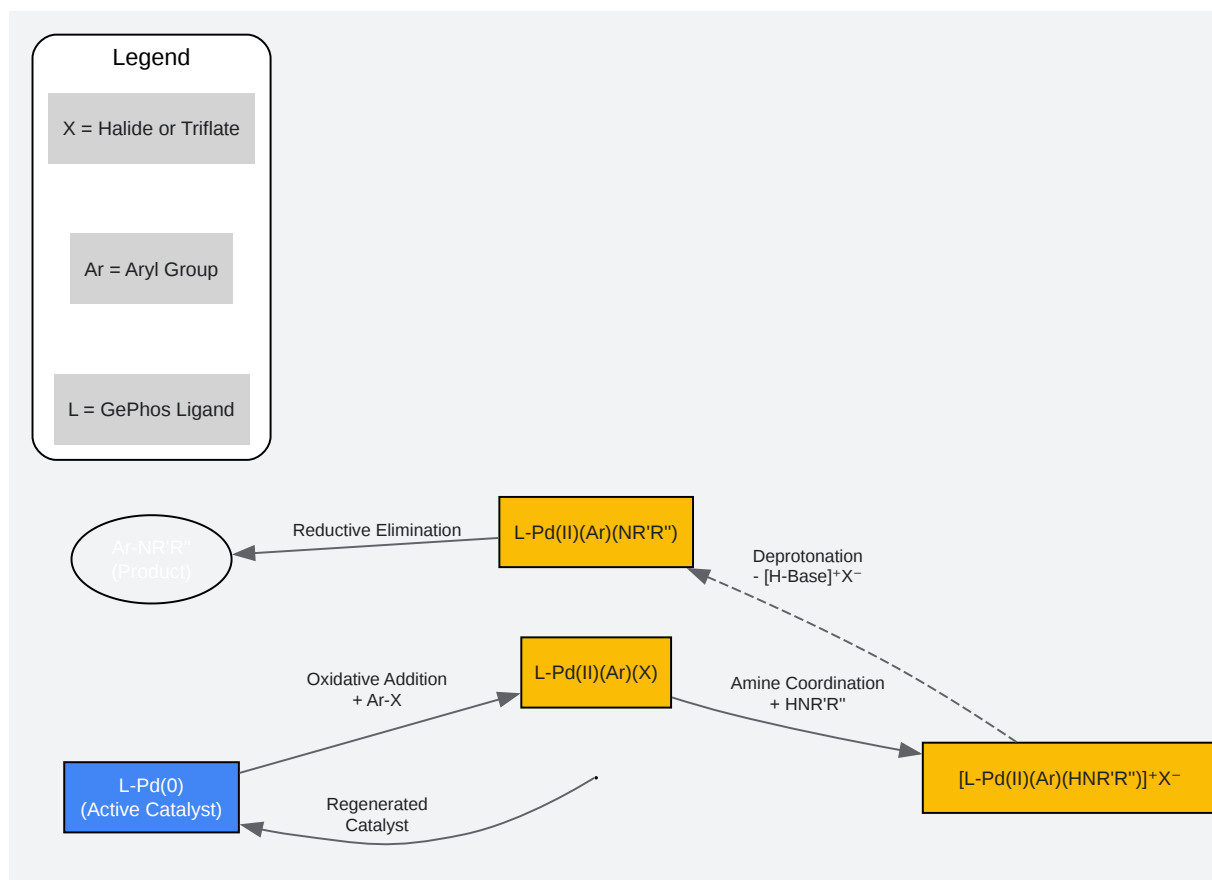 Legend
X = Halide or Triflate
Ar = Aryl Group
L = GePhos Ligand
L-Pd(II)(Ar)(NR'R")
Reductive Elimination
Ar-NR'R"
(Product)
Deprotonation
- [H-Base]⁺X⁻
L-Pd(II)(Ar)(X)
Oxidative Addition
+ Ar-X
Amine Coordination
+ HNR'R"
[L-Pd(II)(Ar)(HNR'R")]⁺X⁻
L-Pd(0)
(Active Catalyst)
Regenerated
Catalyst